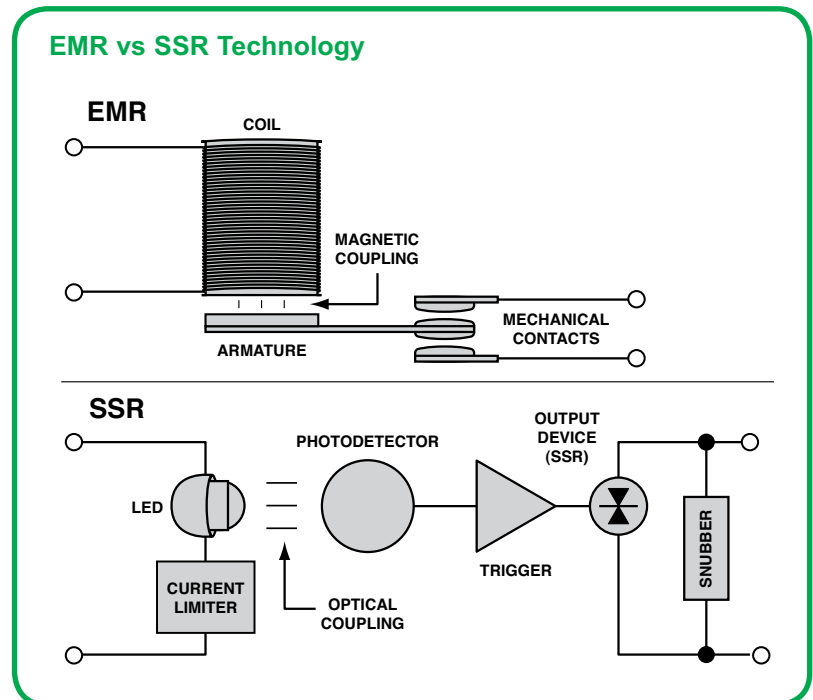 EMR vs SSR Technology
EMR
COIL
MAGNETIC
COUPLING
MECHANICAL
CONTACTS
ARMATURE
SSR
OUTPUT
DEVICE
(SSR)
PHOTODETECTOR
LED
TRIGGER
SNUBBER
CURRENT
LIMITER
OPTICAL
COUPLING